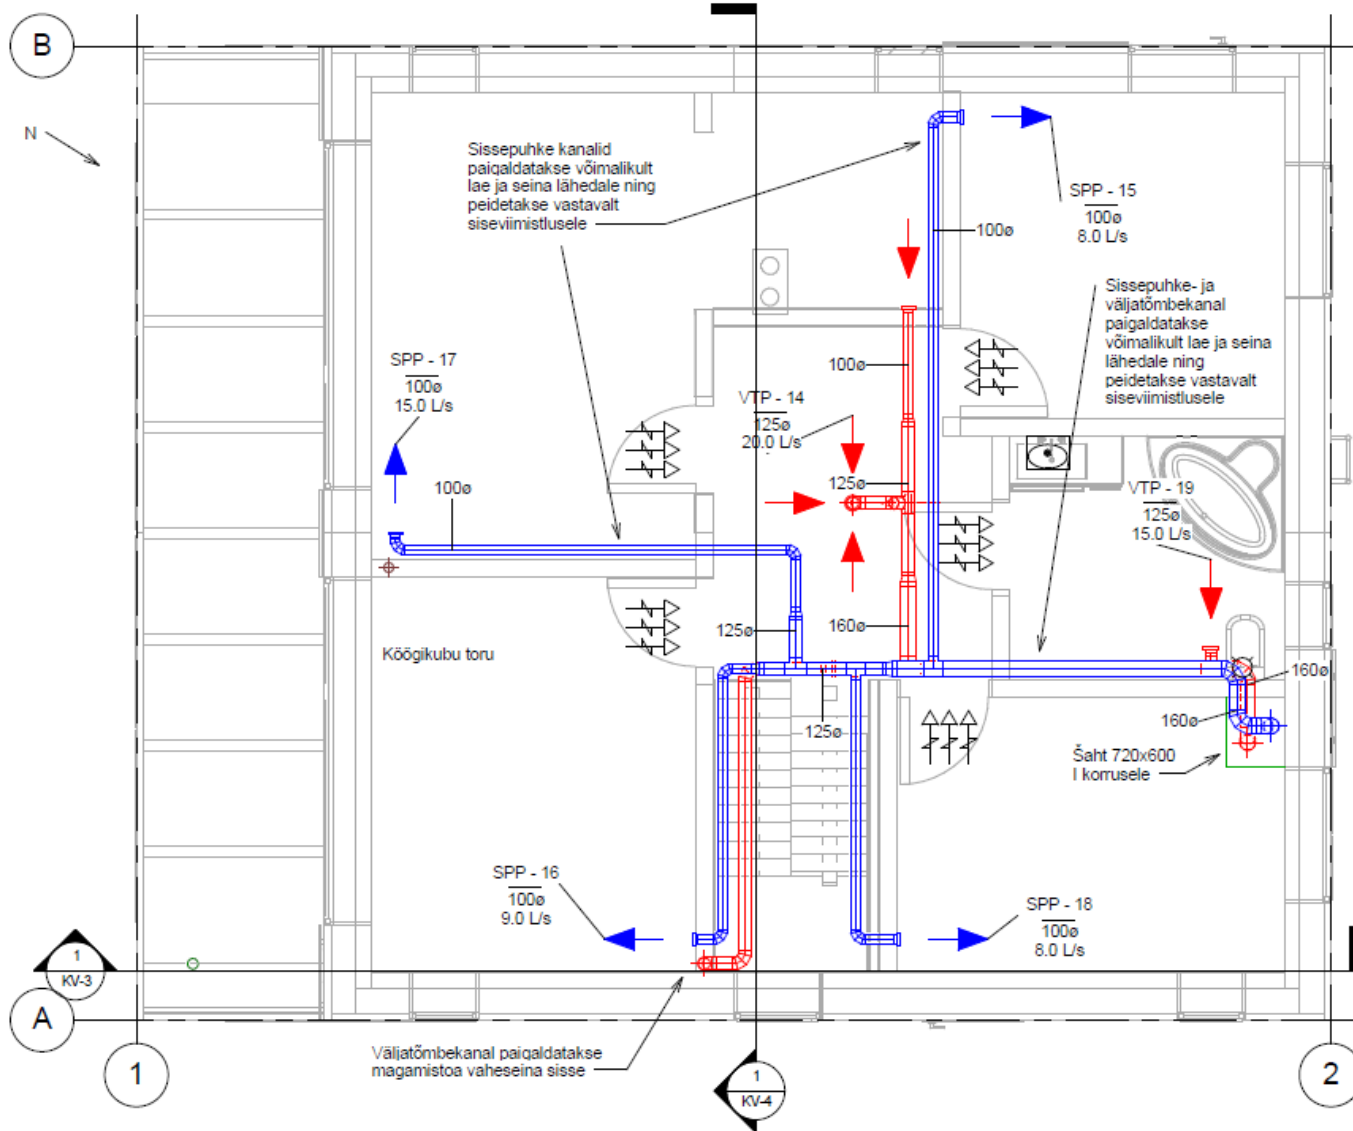 B
N
Sissepuhke kanalid
paigaldatakse võimalikult
lae ja seina lähedale ning
peidetakse vastavalt
siseviimistlusele
SPP - 15
100ø
8.0 L/s
100ø
Sissepuhke- ja
väljatõmbekanal
paigaldatakse
võimalikult lae ja seina
lähedale ning
peidetakse vastavalt
siseviimistlusele
SPP - 17
100ø
15.0 L/s
100ø
VTP - 14
125ø
20.0 L/s
100ø
125ø
VTP - 19
125ø
15.0 L/s
125ø
160ø
Köögikubu toru
160ø
160ø
125ø
Šaht 720x600
I korrusele
SPP - 16
100ø
9.0 L/s
SPP - 18
100ø
8.0 L/s
1
KV-3
A
Väljatõmbekanal paigaldatakse
magamistoa vaheseina sisse
1
1
KV-4
2